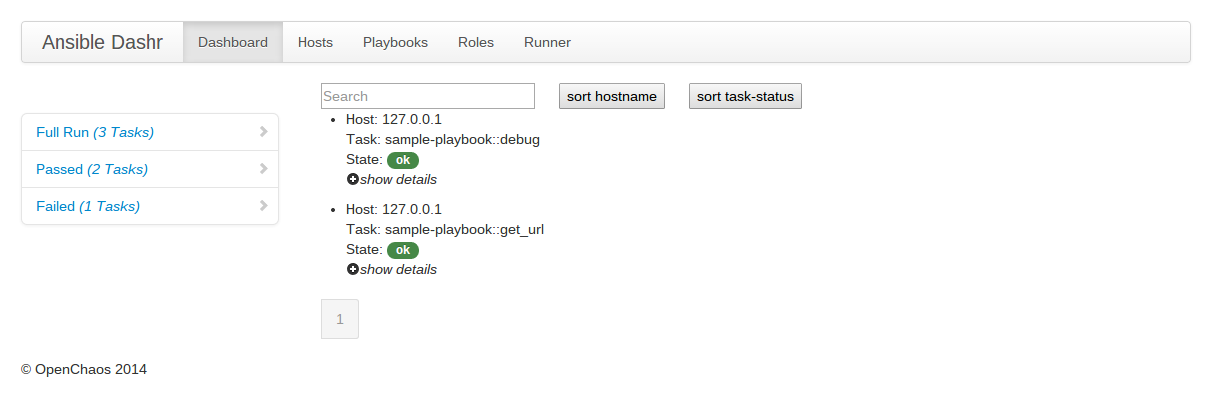 Ansible Dashr Dashboard Hosts Playbooks Roles Runner
Search sort hostname sort task-status
Full Run (3 Tasks)
Passed (2 Tasks)
Failed (1 Tasks)
• Host: 127.0.0.1
Task: sample-playbook::debug
State: ok
show details
• Host: 127.0.0.1
Task: sample-playbook::get_url
State: ok
show details
1
© OpenChaos 2014